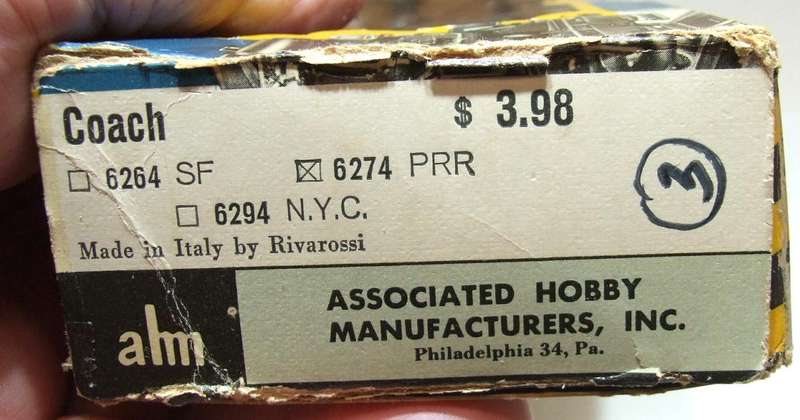 Coach $ 3.98
☐ 6264 SF ☒ 6274 PRR
☐ 6294 N.Y.C.
3
Made in Italy by Rivarossi
ahm
ASSOCIATED HOBBY
MANUFACTURERS, INC.
Philadelphia 34, Pa.